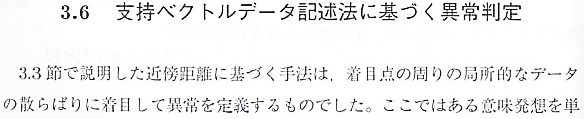 3.6 支持ベクトルデータ記述法に基づく異常判定
3.3 節で説明した近傍距離に基づく手法は，着目点の周りの局所的なデータ
の散らばりに着目して異常を定義するものでした。ここではある意味発想を単